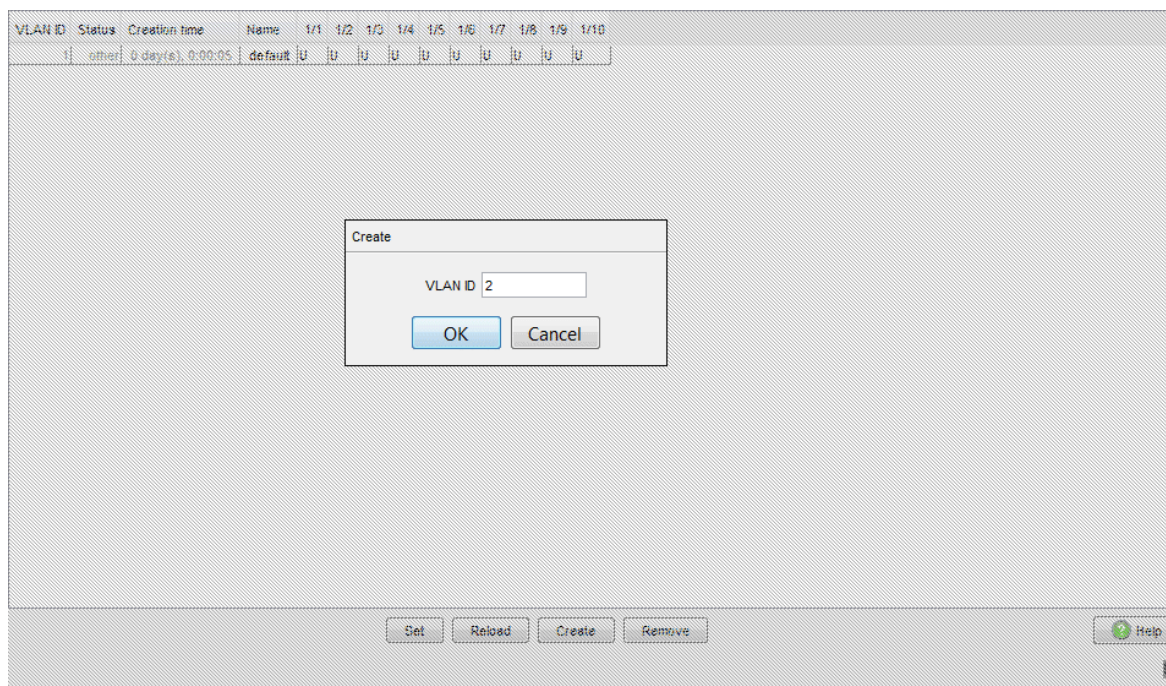 VLAN ID Status Creation time Name 1/1 1/2 1/3 1/4 1/5 1/6 1/7 1/8 1/9 1/10
1 other 0 day(s), 0:00:05 default U U U U U U U U U U
Create
VLAN ID 2
OK Cancel
Set Reload Create Remove Help